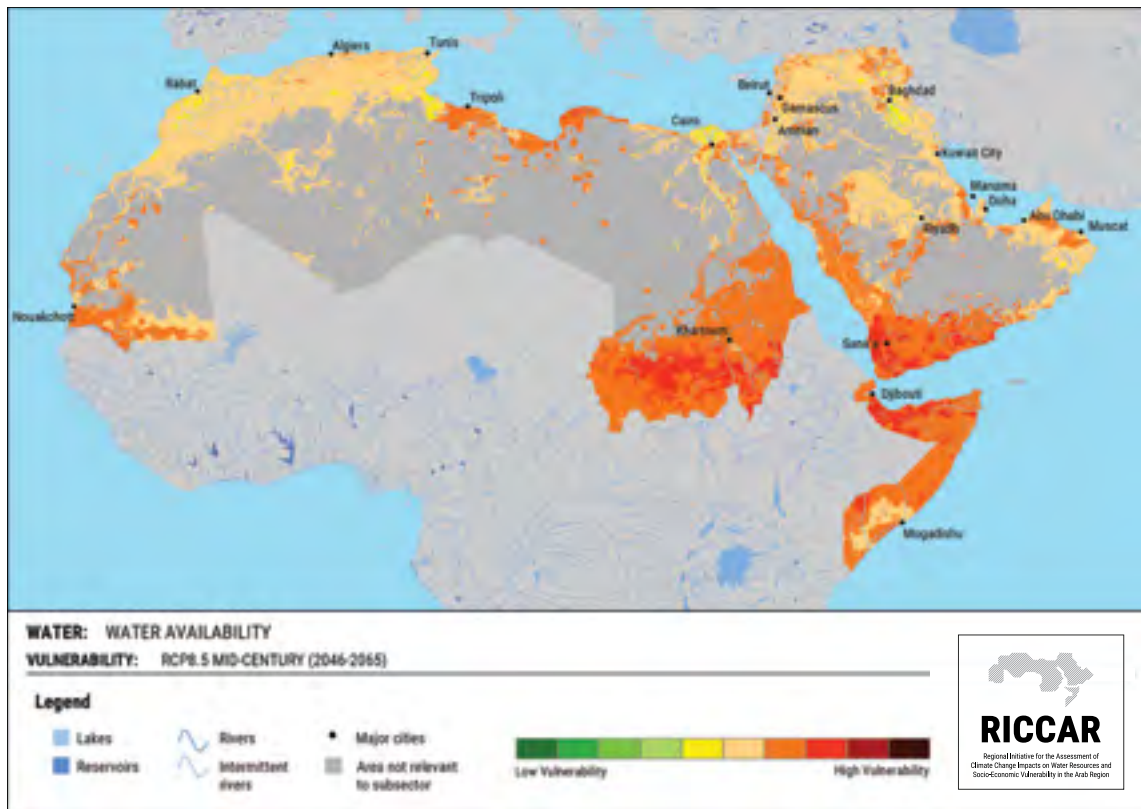 Algiers
Tunis
Rabat
Tripoli
Cairo
Beirut
Damascus
Amman
Baghdad
Kuwait City
Manama
Doha
Abu Dhabi
Muscat
Riyadh
Nouakchott
Khartoum
Djibouti
Mogadishu
WATER: WATER AVAILABILITY
VULNERABILITY: RCP8.5 MID-CENTURY (2046-2065)
Legend
Lakes
Rivers
Major cities
Reservoirs
Intermittent
rivers
Area not relevant
to subsector
Low Vulnerability
High Vulnerability
RICCAR
Regional Initiative for the Assessment of
Climate Change Impacts on Water Resources and
Socio-Economic Vulnerability in the Arab Region